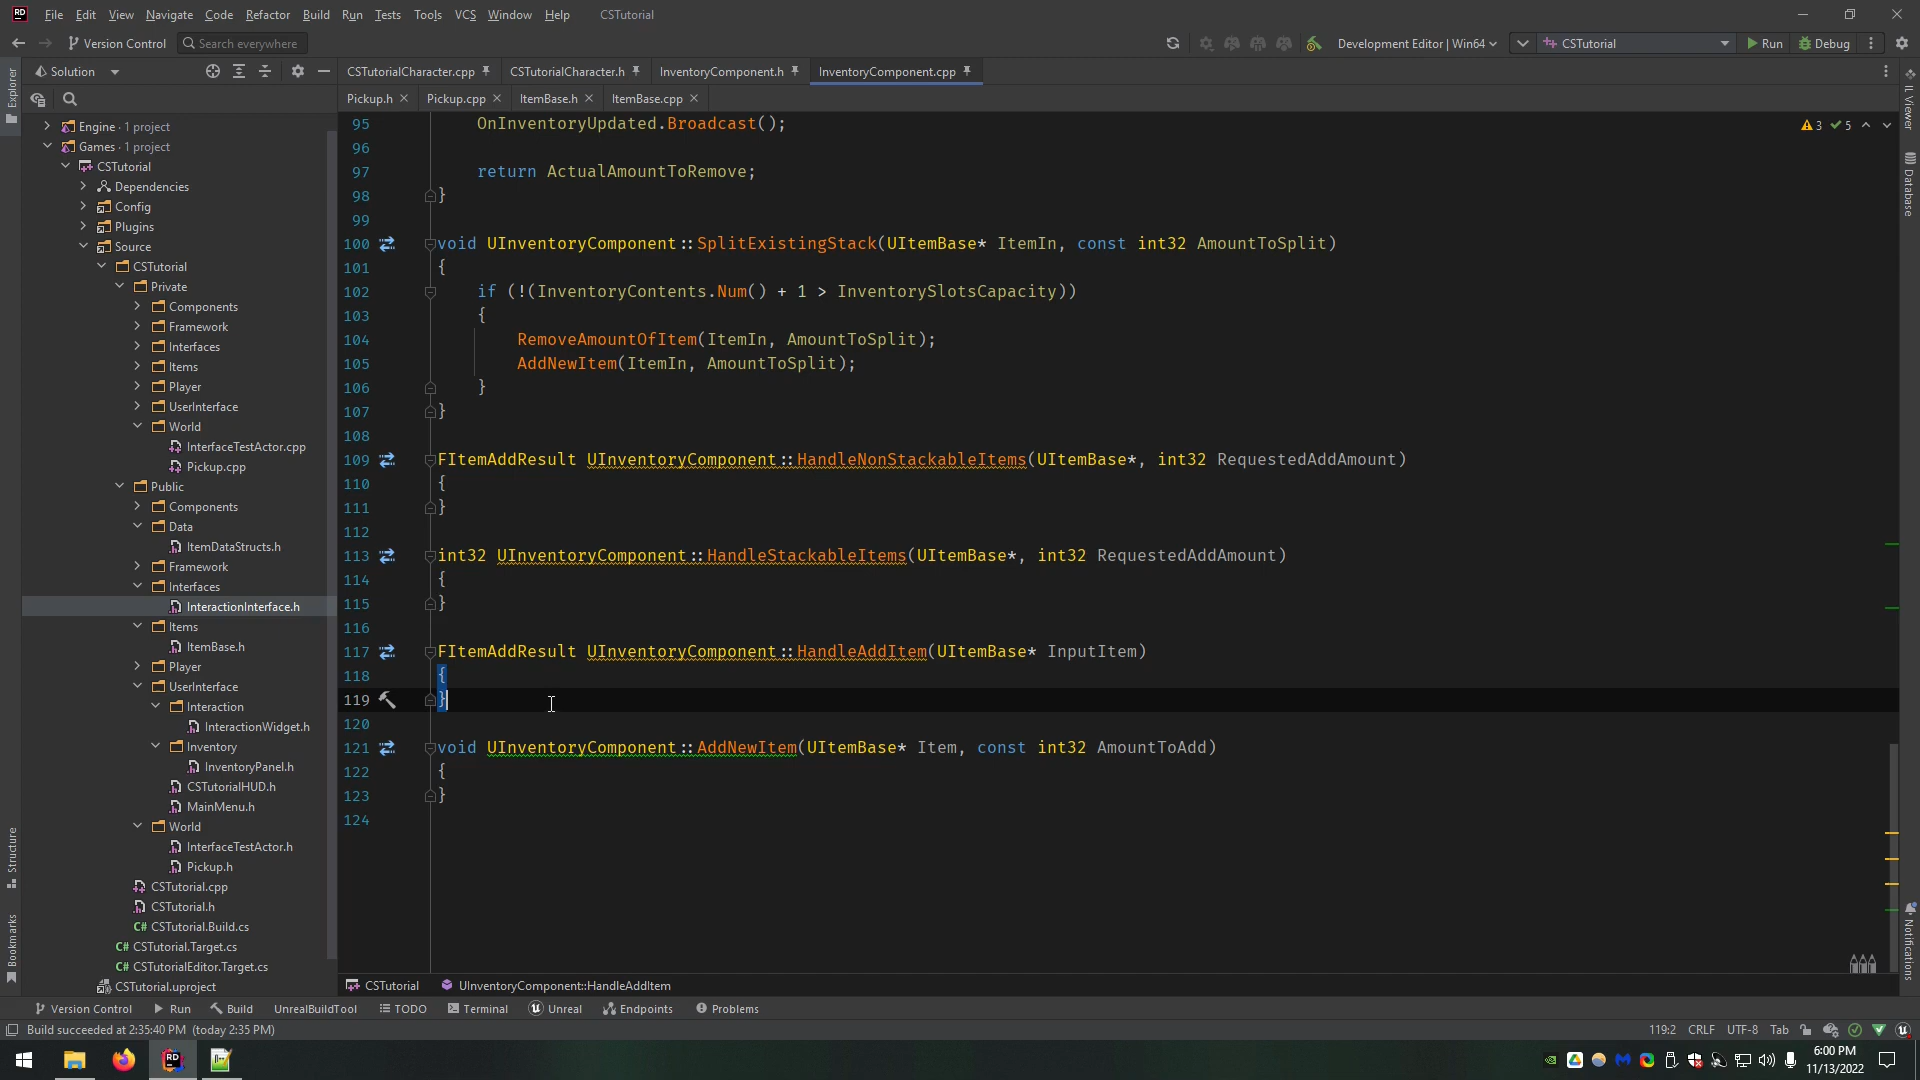 RD File Edit View Navigate Code Refactor Build Run Tests Tools VCS Window Help CSTutorial
Version Control Search everywhere Development Editor | Win64 CSTutorial Run Debug
Solution CSTutorialCharacter.cpp CSTutorialCharacter.h InventoryComponent.h InventoryComponent.cpp
Pickup.h Pickup.cpp ItemBase.h ItemBase.cpp
Explorer
Structure
Bookmarks
Engine · 1 project
Games · 1 project
CSTutorial
Dependencies
Config
Plugins
Source
CSTutorial
Private
Components
Framework
Interfaces
Items
Player
UserInterface
World
InterfaceTestActor.cpp
Pickup.cpp
Public
Components
Data
ItemDataStructs.h
Framework
Interfaces
InteractionInterface.h
Items
ItemBase.h
Player
UserInterface
Interaction
InteractionWidget.h
Inventory
InventoryPanel.h
CSTutorialHUD.h
MainMenu.h
World
InterfaceTestActor.h
Pickup.h
CSTutorial.cpp
CSTutorial.h
C# CSTutorial.Build.cs
C# CSTutorial.Target.cs
C# CSTutorialEditor.Target.cs
CSTutorial.uproject
95 OnInventoryUpdated.Broadcast();
96
97 return ActualAmountToRemove;
98 }
99
100 void UInventoryComponent::SplitExistingStack(UItemBase* ItemIn, const int32 AmountToSplit)
101 {
102 if (!(InventoryContents.Num() + 1 > InventorySlotsCapacity))
103 {
104 RemoveAmountOfItem(ItemIn, AmountToSplit);
105 AddNewItem(ItemIn, AmountToSplit);
106 }
107 }
108
109 FItemAddResult UInventoryComponent::HandleNonStackableItems(UItemBase*, int32 RequestedAddAmount)
110 {
111 }
112
113 int32 UInventoryComponent::HandleStackableItems(UItemBase*, int32 RequestedAddAmount)
114 {
115 }
116
117 FItemAddResult UInventoryComponent::HandleAddItem(UItemBase* InputItem)
118 {
119 }
120
121 void UInventoryComponent::AddNewItem(UItemBase* Item, const int32 AmountToAdd)
122 {
123 }
124
3 5
IL Viewer
Database
Notifications
CSTutorial UInventoryComponent::HandleAddItem
Version Control Run Build UnrealBuildTool TODO Terminal Unreal Endpoints Problems
Build succeeded at 2:35:40 PM (today 2:35 PM) 119:2 CRLF UTF-8 Tab
RD 6:00 PM
11/13/2022